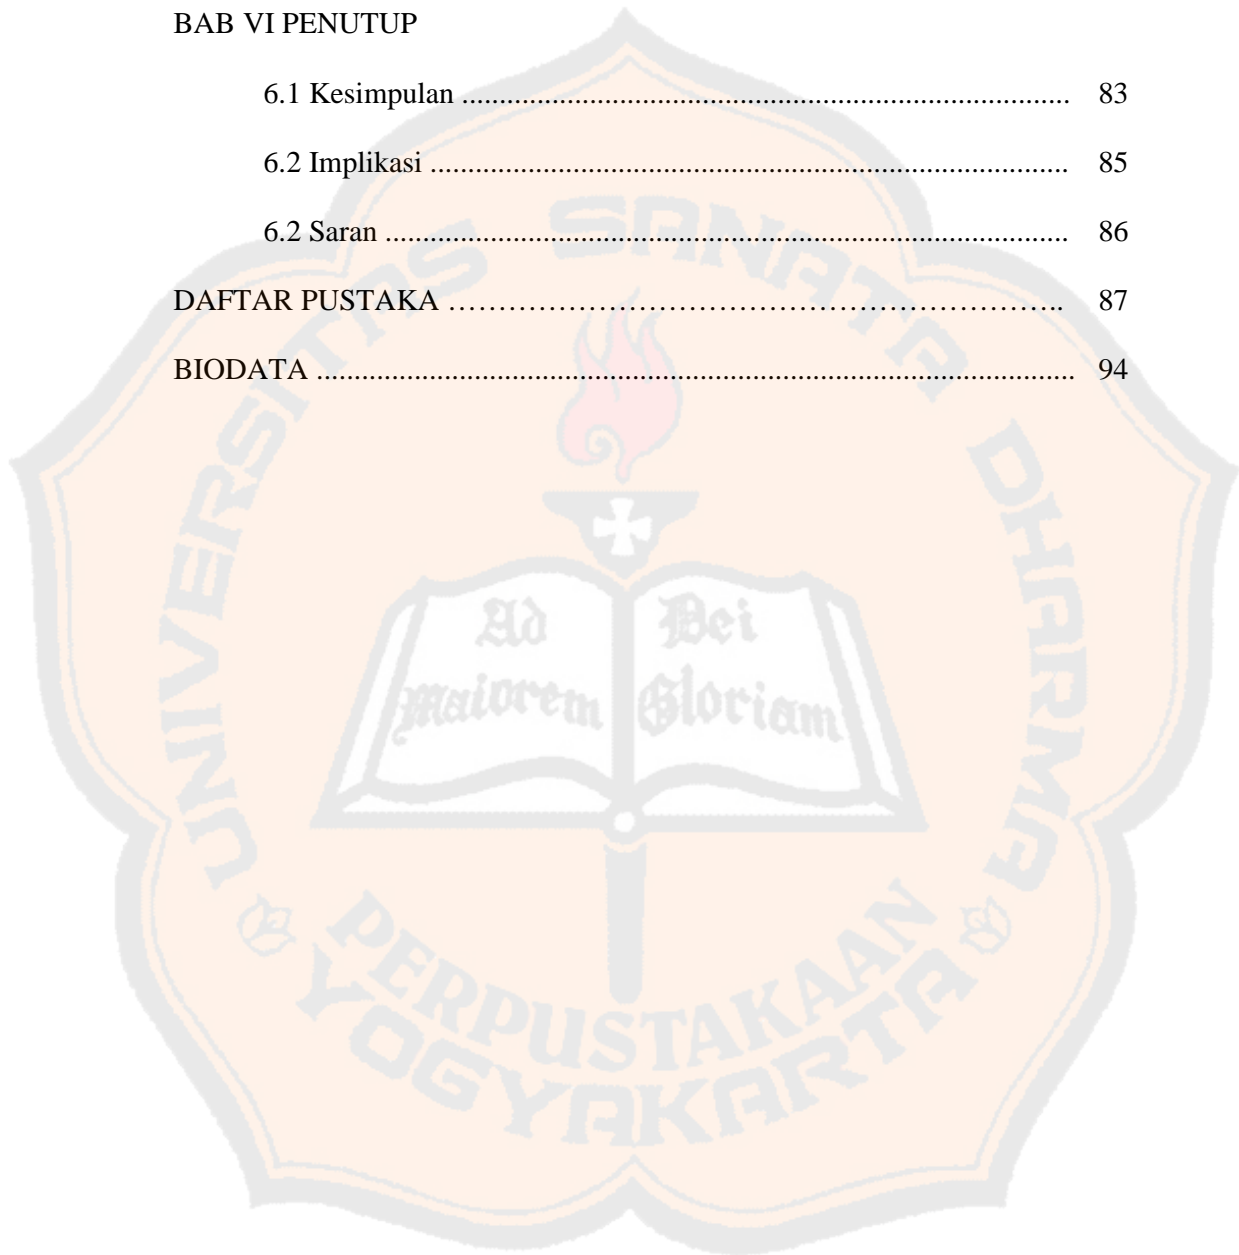 BAB VI PENUTUP
6.1 Kesimpulan ................................................................................. 83
6.2 Implikasi ..................................................................................... 85
6.2 Saran ........................................................................................... 86
DAFTAR PUSTAKA ……………………………………………………………….. 87
BIODATA ..................................................................................................... 94
UNIVERSITAS SANATA DHARMA
Ad Dei
Maiorem Gloriam
PERPUSTAKAAN
YOGYAKARTA